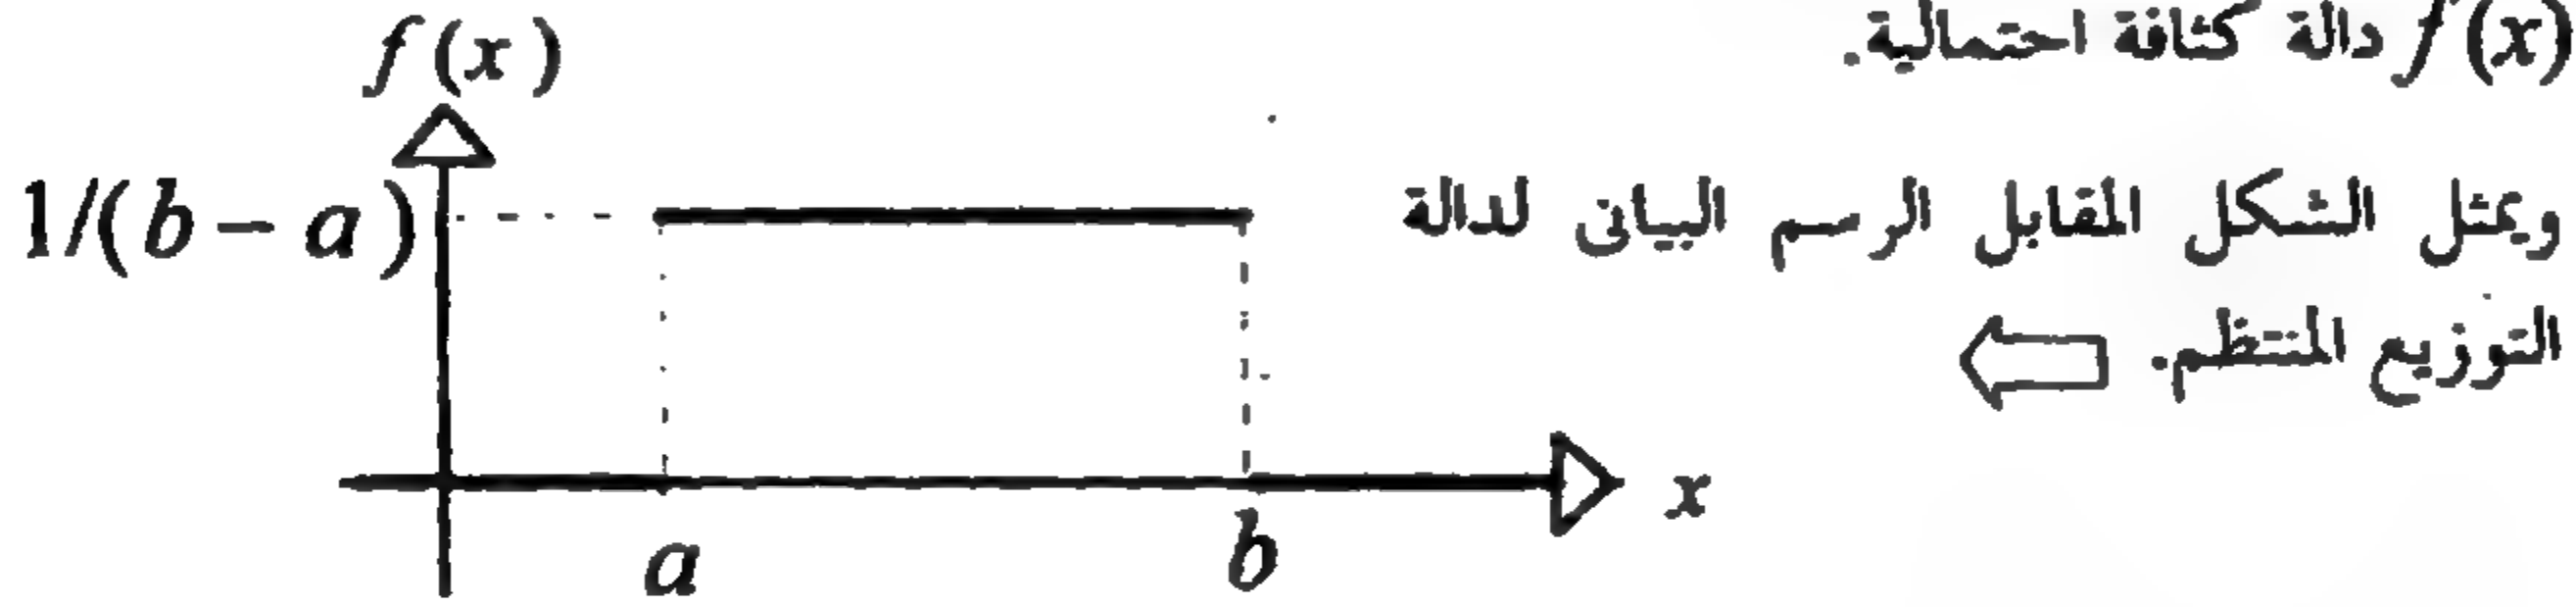 f(x) دالة كثافة احتمالية.
f(x)
1/(b – a)
ويمثل الشكل المقابل الرسم البيانى لدالة
التوزيع المنتظم.
x
a
b